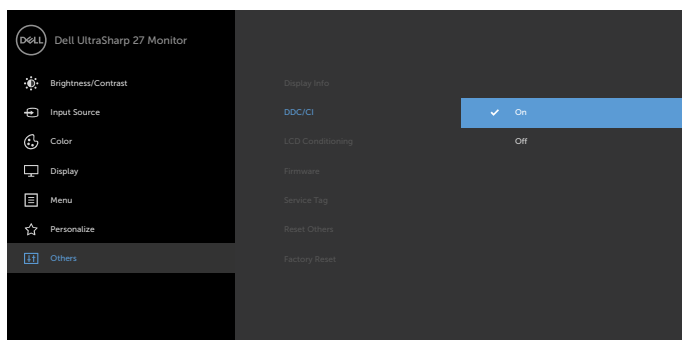 DELL Dell UltraSharp 27 Monitor
Brightness/Contrast
Input Source
Color
Display
Menu
Personalize
Others
Display Info
DDC/CI
LCD Conditioning
Firmware
Service Tag
Reset Others
Factory Reset
On
Off